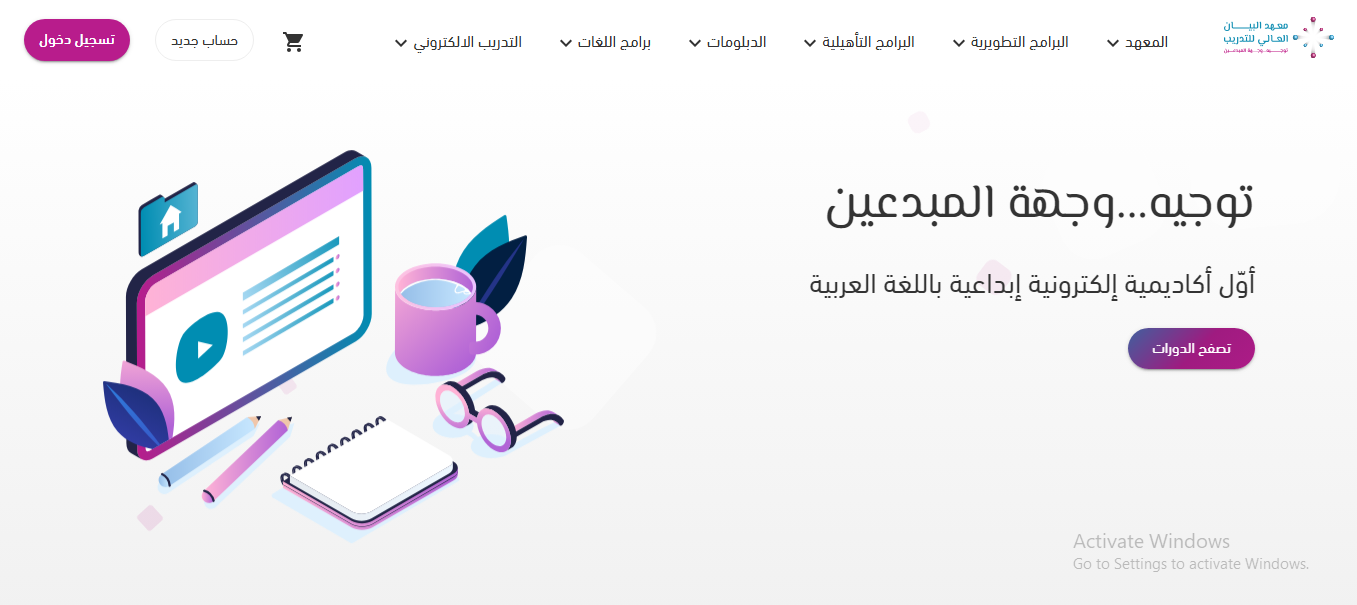 معهد البيان
العالي للتدريب
توجيه..وجهة المبدعين
المعهد
البرامج التطويرية
البرامج التأهيلية
الدبلومات
برامج اللغات
التدريب الالكتروني
حساب جديد
تسجيل دخول
توجيه...وجهة المبدعين
أوّل أكاديمية إلكترونية إبداعية باللغة العربية
تصفح الدورات
Activate Windows
Go to Settings to activate Windows.